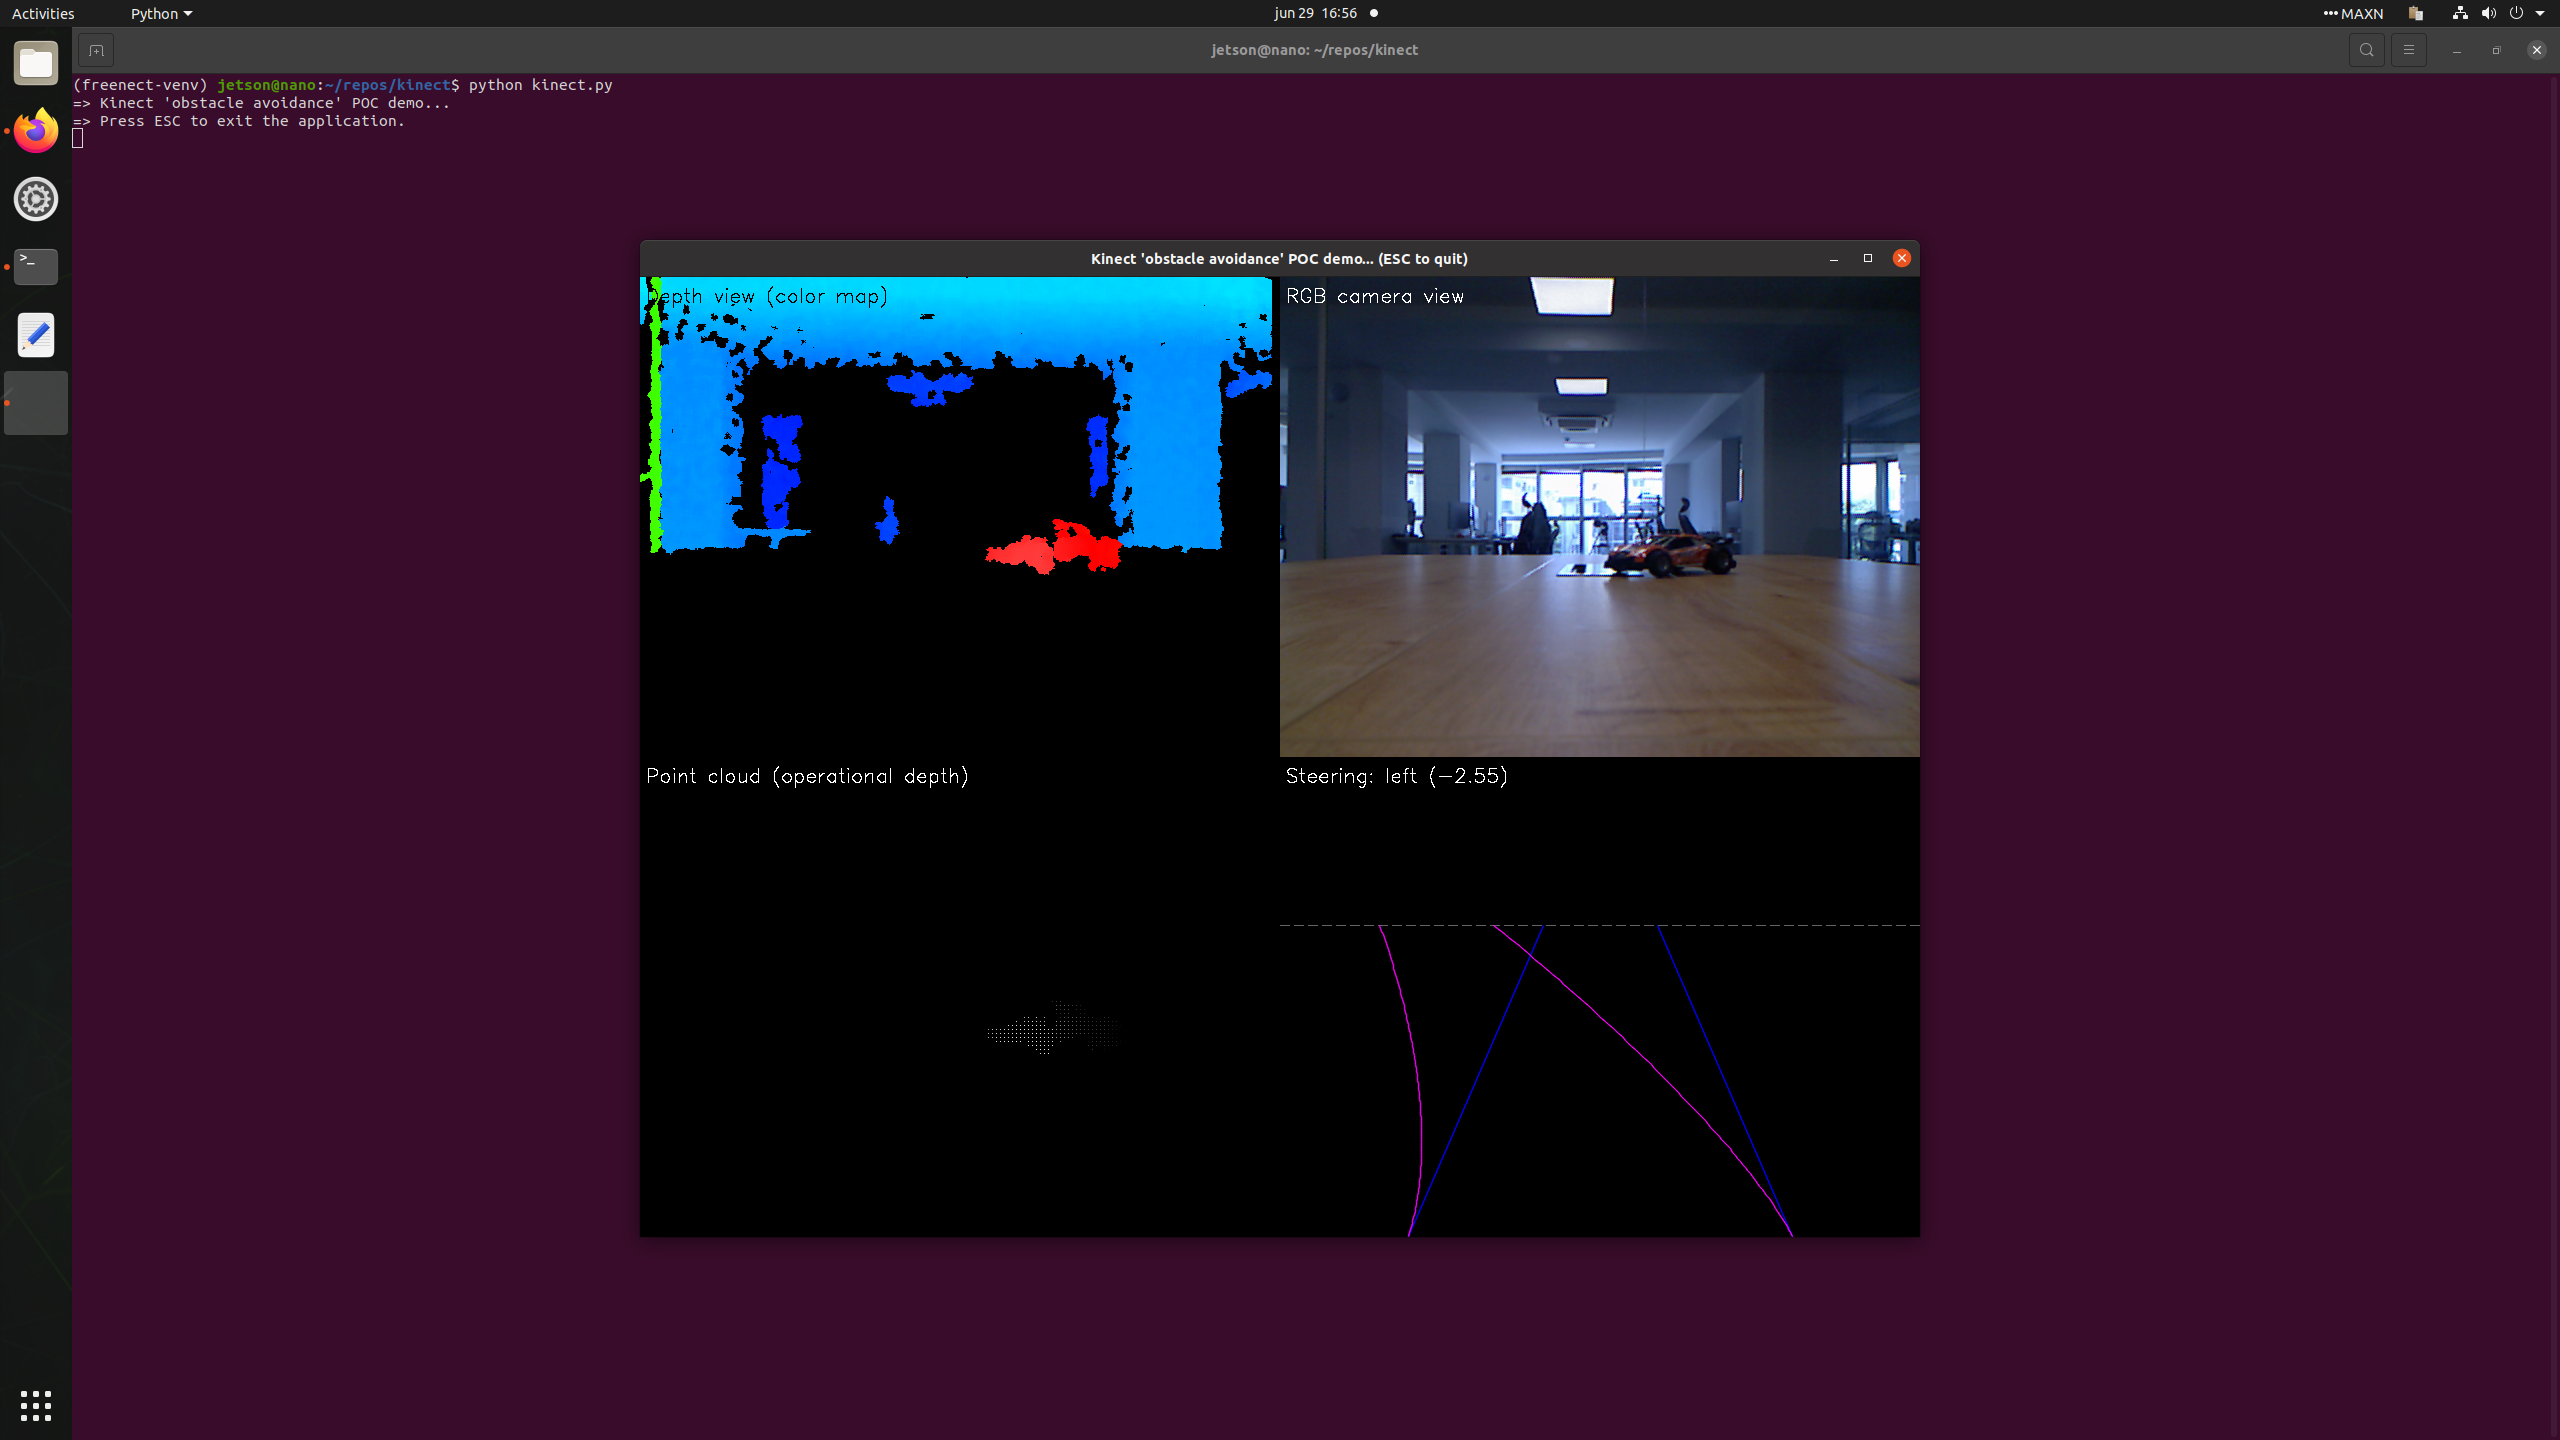 Activities
Python
jun 29 16:56
MAXN
jetson@nano: ~/repos/kinect
(freenect-venv) jetson@nano:~/repos/kinect$ python kinect.py
=> Kinect 'obstacle avoidance' POC demo...
=> Press ESC to exit the application.
>_
Kinect 'obstacle avoidance' POC demo... (ESC to quit)
Depth view (color map)
RGB camera view
Point cloud (operational depth)
Steering: left (-2.55)